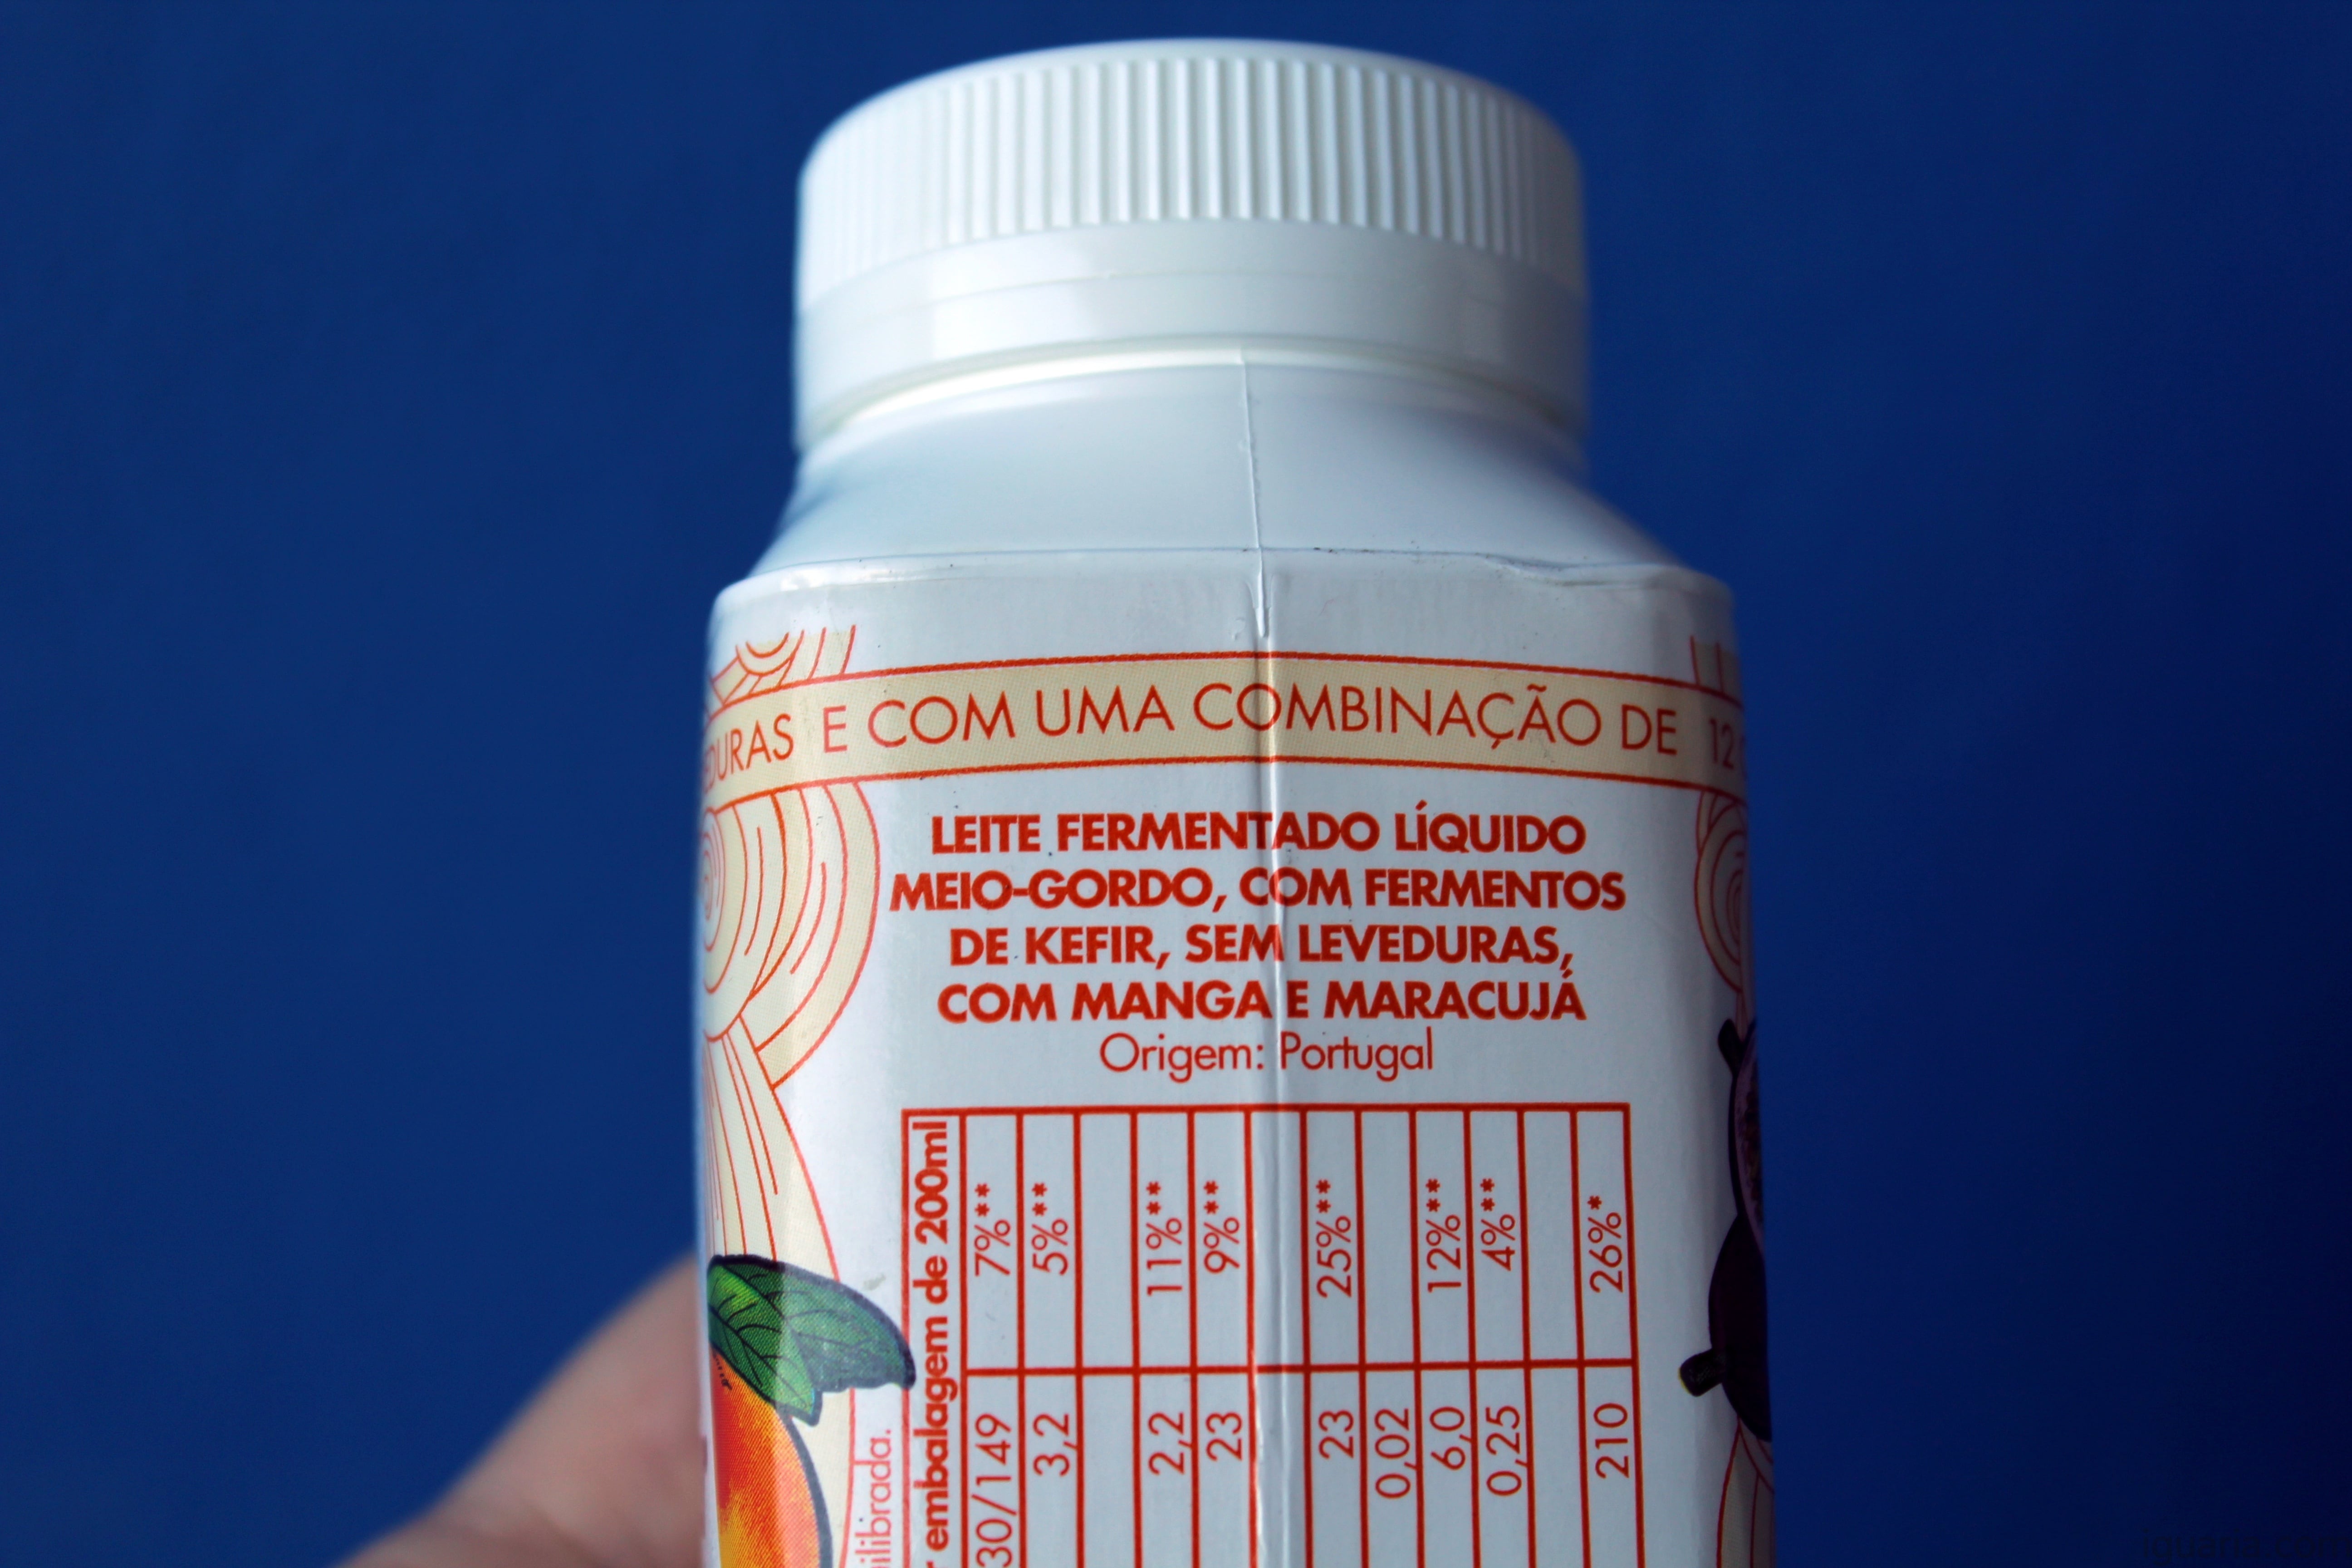 E COM UMA COMBINAÇÃO DE 12
LEITE FERMENTADO LÍQUIDO
MEIO-GORDO, COM FERMENTOS
DE KEFIR, SEM LEVEDURAS,
COM MANGA E MARACUJÁ
Origem: Portugal
embalagem de 200ml
30/149 7%**
3,2 5%**
2,2 11%**
23 9%**
23 25%**
0,02
6,0 12%**
0,25 4%**
210 26%*